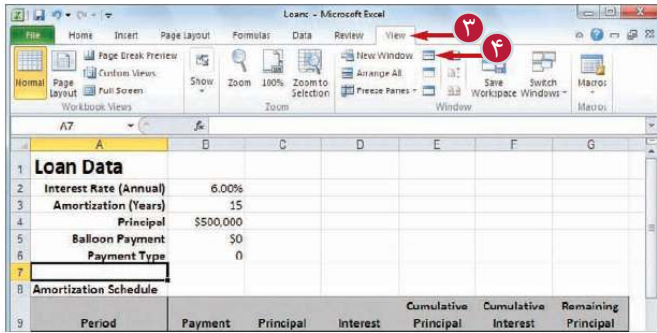 Loans - Microsoft Excel
File Home Insert Page Layout Formulas Data Review View ۳
Normal Page Layout Page Break Preview Custom Views Full Screen Workbook Views
Show Zoom 100% Zoom to Selection Zoom
New Window Arrange All Freeze Panes ۴ Save Workspace Switch Windows Window
Macros Macros
A7 fx
A B C D E F G
1 Loan Data
2 Interest Rate (Annual) 6.00%
3 Amortization (Years) 15
4 Principal $500,000
5 Balloon Payment $0
6 Payment Type 0
7
8 Amortization Schedule
9 Period Payment Principal Interest Cumulative Principal Cumulative Interest Remaining Principal